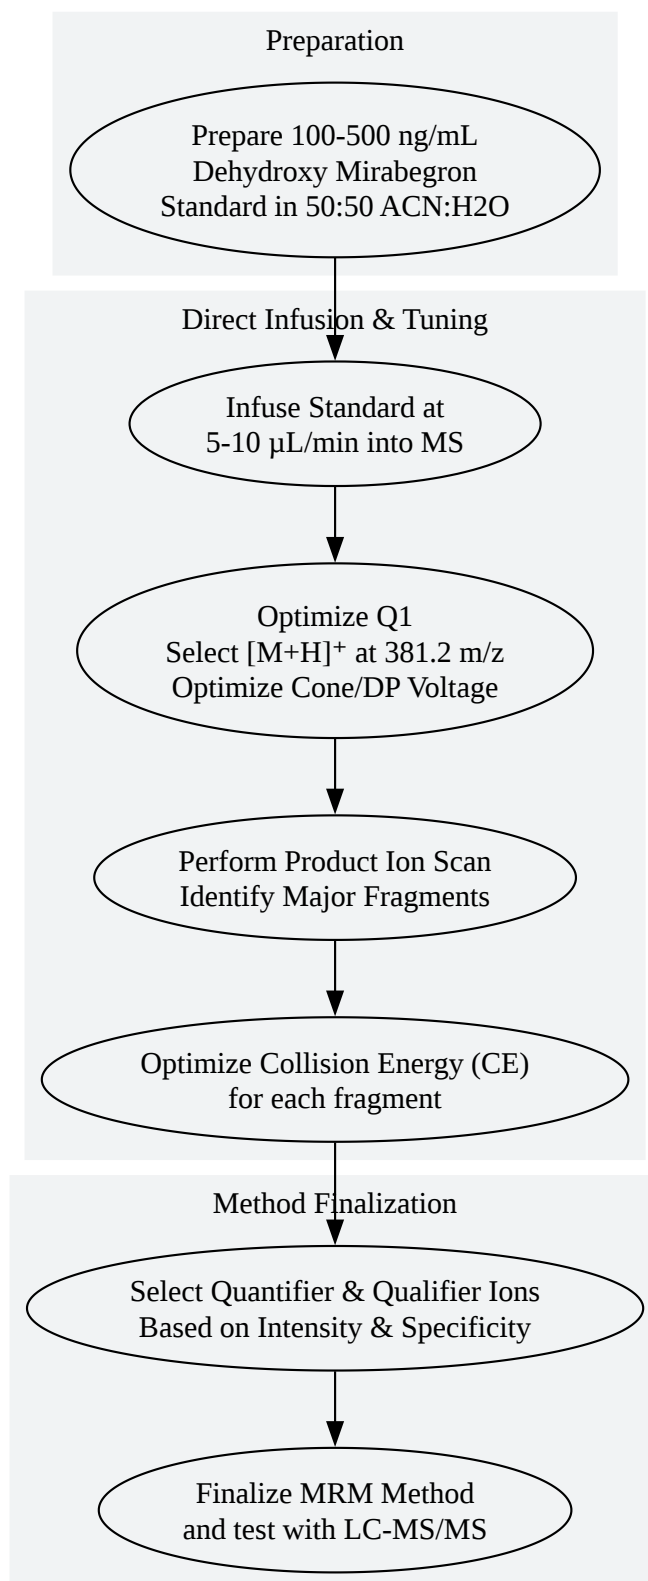 Preparation
Prepare 100-500 ng/mL
Dehydroxy Mirabegron
Standard in 50:50 ACN:H2O
Direct Infusion & Tuning
Infuse Standard at
5-10 µL/min into MS
Optimize Q1
Select [M+H]⁺ at 381.2 m/z
Optimize Cone/DP Voltage
Perform Product Ion Scan
Identify Major Fragments
Optimize Collision Energy (CE)
for each fragment
Method Finalization
Select Quantifier & Qualifier Ions
Based on Intensity & Specificity
Finalize MRM Method
and test with LC-MS/MS